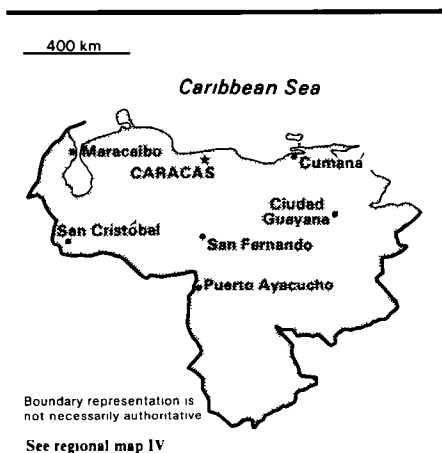 400 km
Caribbean Sea
Maracaibo
CARACAS
Cumaná
Ciudad
Guayana
San Cristóbal
San Fernando
Puerto Ayacucho
Boundary representation is
not necessarily authoritative
See regional map IV